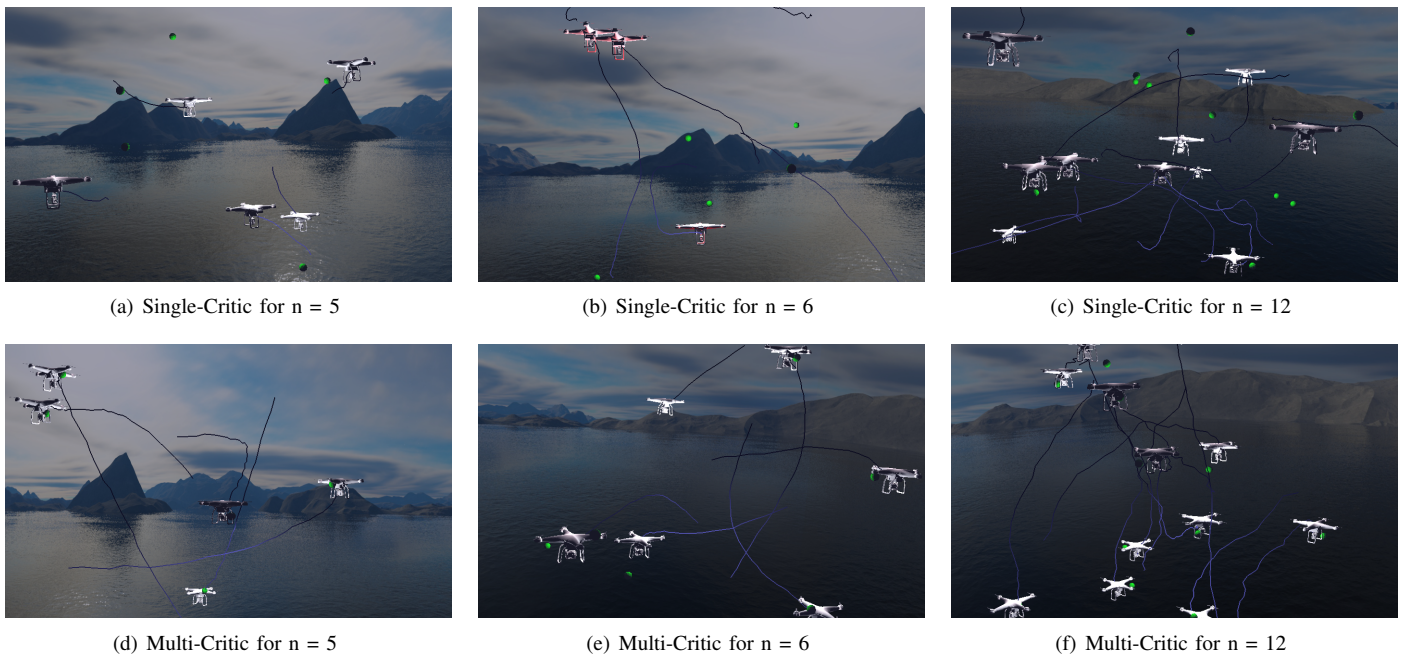 (a) Single-Critic for n = 5
(b) Single-Critic for n = 6
(c) Single-Critic for n = 12
(d) Multi-Critic for n = 5
(e) Multi-Critic for n = 6
(f) Multi-Critic for n = 12